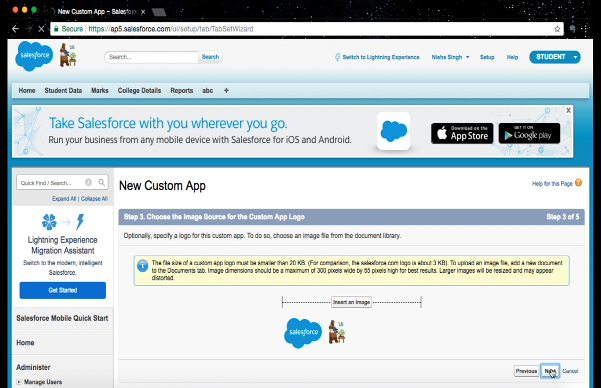 New Custom App ~ Salesfo
Secure | https://ap5.salesforce.com/ui/setup/tab/TabSetWizard
salesforce
Search...
Search
Switch to Lightning Experience
Nisha Singh
Setup
Help
STUDENT
Home
Student Data
Marks
College Details
Reports
abc
+
Take Salesforce with you wherever you go.
Run your business from any mobile device with Salesforce for iOS and Android.
Download on the
App Store
GET IT ON
Google play
X
Quick Find / Search...
Expand All | Collapse All
Lightning Experience
Migration Assistant
Switch to the modern, intelligent
Salesforce.
Get Started
Salesforce Mobile Quick Start
Home
Administer
Manage Users
New Custom App
Help for this Page
Step 3. Choose the Image Source for the Custom App Logo
Step 3 of 5
Optionally, specify a logo for this custom app. To do so, choose an image file from the document library.
The file size of a custom app logo must be smaller than 20 KB. (For comparison, the salesforce.com logo is about 3 KB). To upload an image file, add a new document
to the Documents tab. Image dimensions should be a maximum of 300 pixels wide by 55 pixels high for best results. Larger images will be resized and may appear
distorted.
Insert an Image
salesforce
Previous
Next
Cancel